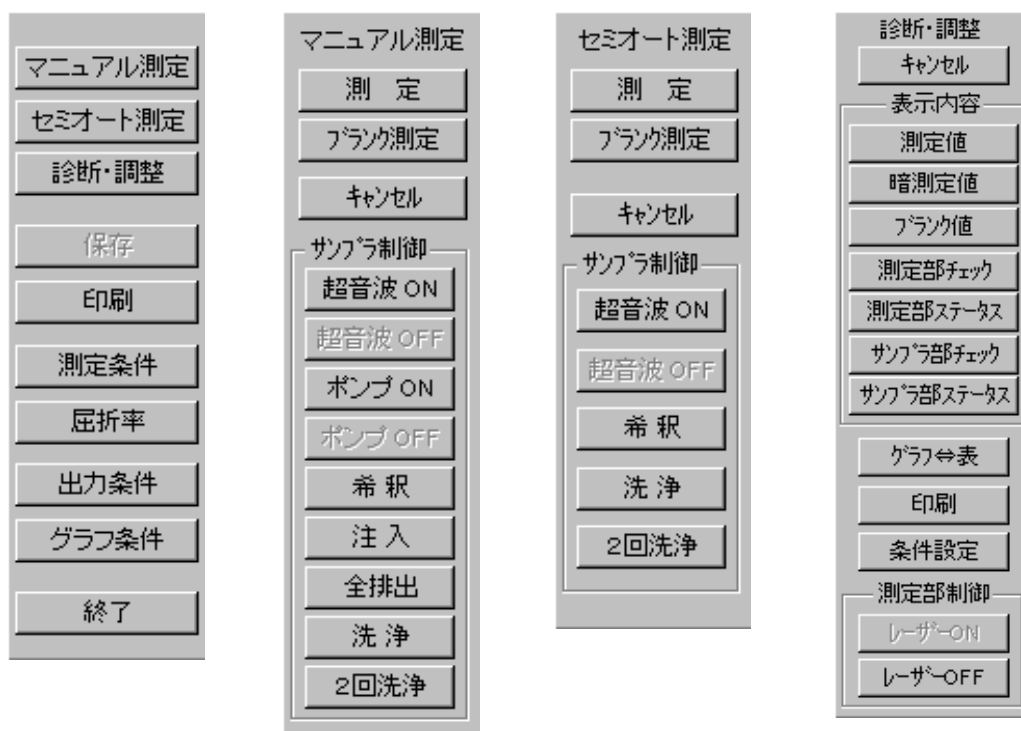 マニュアル測定
セミオート測定
診断・調整
保存
印刷
測定条件
屈折率
出力条件
グラフ条件
終了
マニュアル測定
測　定
ﾌﾞﾗﾝｸ測定
ｷｬﾝｾﾙ
ｻﾝﾌﾟﾗ制御
超音波 ON
超音波 OFF
ポンプ ON
ポンプ OFF
希 釈
注 入
全排出
洗 浄
2回洗浄
セミオート測定
測　定
ﾌﾞﾗﾝｸ測定
ｷｬﾝｾﾙ
ｻﾝﾌﾟﾗ制御
超音波 ON
超音波 OFF
希 釈
洗 浄
2回洗浄
診断・調整
ｷｬﾝｾﾙ
表示内容
測定値
暗測定値
ﾌﾞﾗﾝｸ値
測定部ﾁｪｯｸ
測定部ｽﾃｰﾀｽ
ｻﾝﾌﾟﾗ部ﾁｪｯｸ
ｻﾝﾌﾟﾗ部ｽﾃｰﾀｽ
ｸﾞﾗﾌ⇔表
印刷
条件設定
測定部制御
ﾚｰｻﾞｰON
ﾚｰｻﾞｰOFF